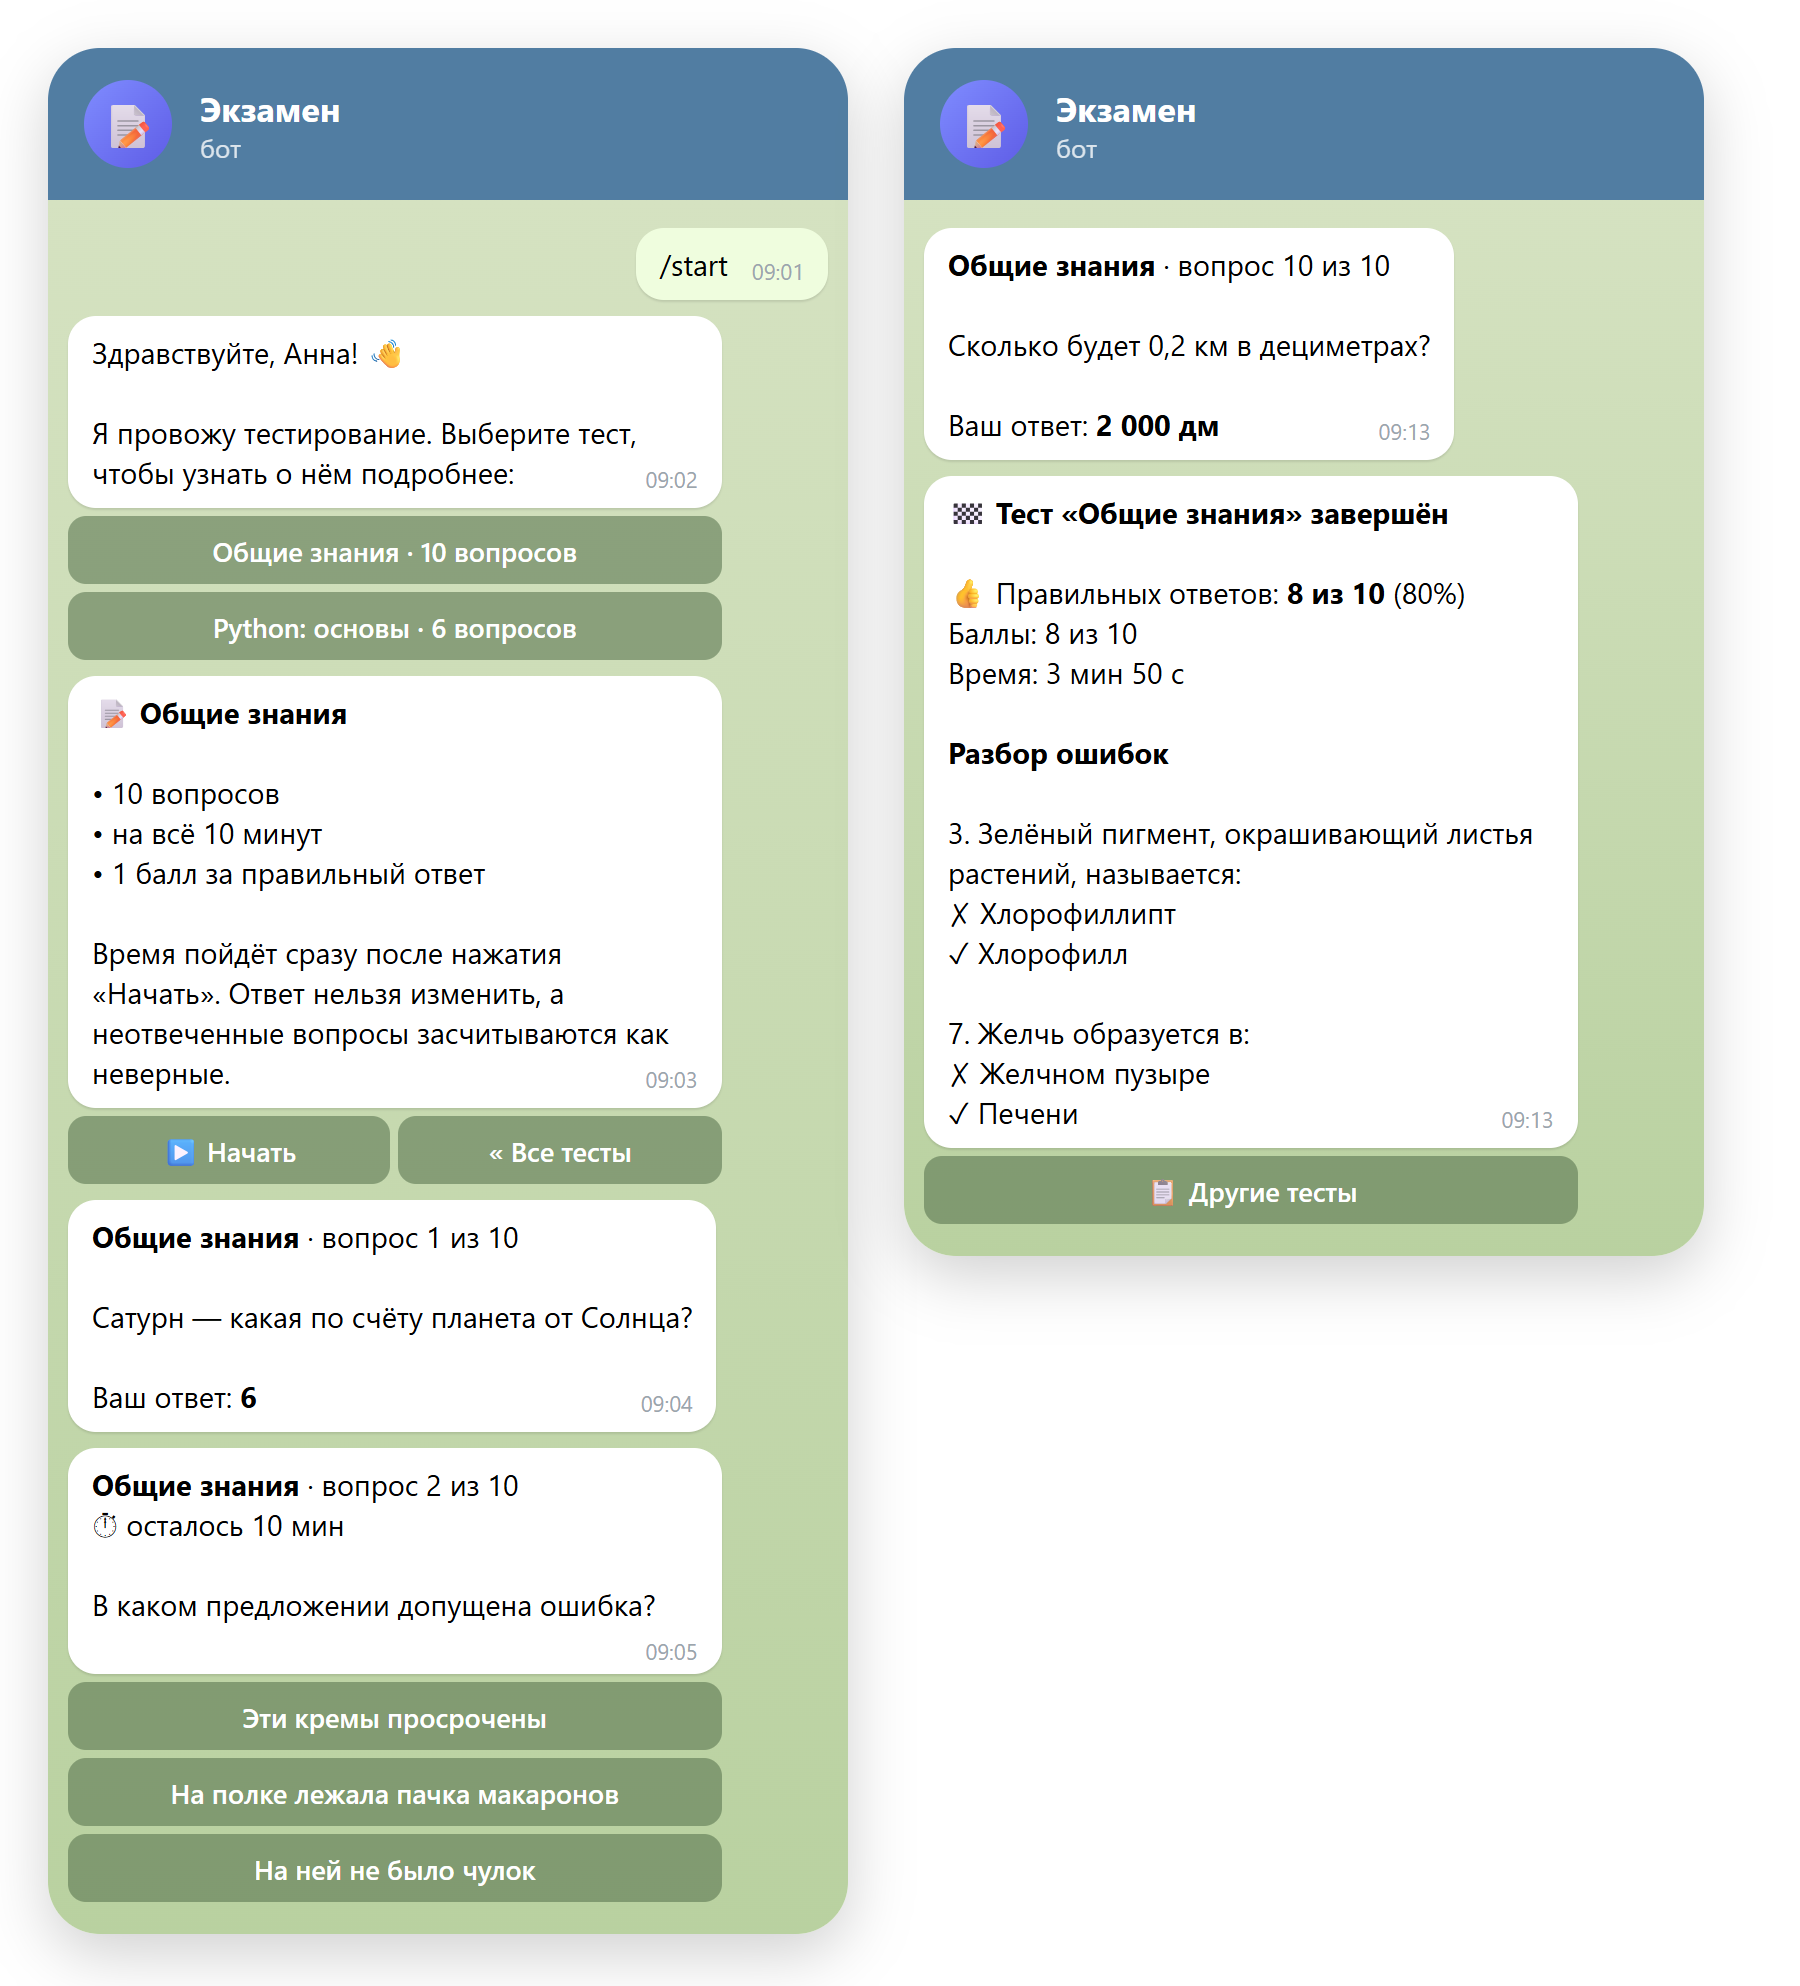 Экзамен
бот
/start 09:01
Здравствуйте, Анна! 👋
Я провожу тестирование. Выберите тест,
чтобы узнать о нём подробнее: 09:02
Общие знания · 10 вопросов
Python: основы · 6 вопросов
📝 Общие знания
• 10 вопросов
• на всё 10 минут
• 1 балл за правильный ответ
Время пойдёт сразу после нажатия
«Начать». Ответ нельзя изменить, а
неотвеченные вопросы засчитываются как
неверные. 09:03
▶️ Начать
« Все тесты
Общие знания · вопрос 1 из 10
Сатурн — какая по счёту планета от Солнца?
Ваш ответ: 6 09:04
Общие знания · вопрос 2 из 10
⏱ осталось 10 мин
В каком предложении допущена ошибка?
09:05
Эти кремы просрочены
На полке лежала пачка макаронов
На ней не было чулок
Экзамен
бот
Общие знания · вопрос 10 из 10
Сколько будет 0,2 км в дециметрах?
Ваш ответ: 2 000 дм 09:13
🏁 Тест «Общие знания» завершён
👍 Правильных ответов: 8 из 10 (80%)
Баллы: 8 из 10
Время: 3 мин 50 с
Разбор ошибок
3. Зелёный пигмент, окрашивающий листья
растений, называется:
✗ Хлорофиллипт
✓ Хлорофилл
7. Желчь образуется в:
✗ Желчном пузыре
✓ Печени 09:13
📋 Другие тесты